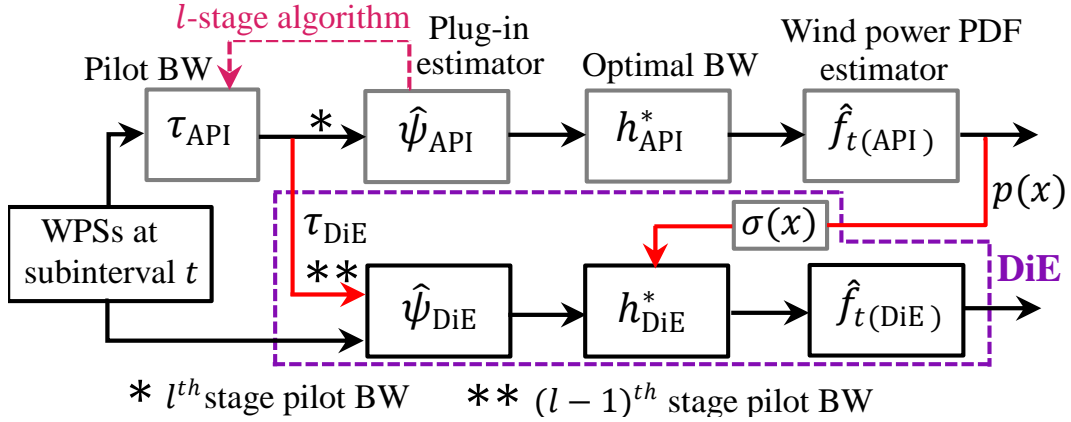 l-stage algorithm
Pilot BW
Plug-in
estimator
Optimal BW
Wind power PDF
estimator
τ_API
*
ψ̂_API
h*_API
f̂_t(API)
p(x)
WPSs at
subinterval t
τ_DiE
**
σ(x)
DiE
ψ̂_DiE
h*_DiE
f̂_t(DiE)
* l^th stage pilot BW
** (l − 1)^th stage pilot BW